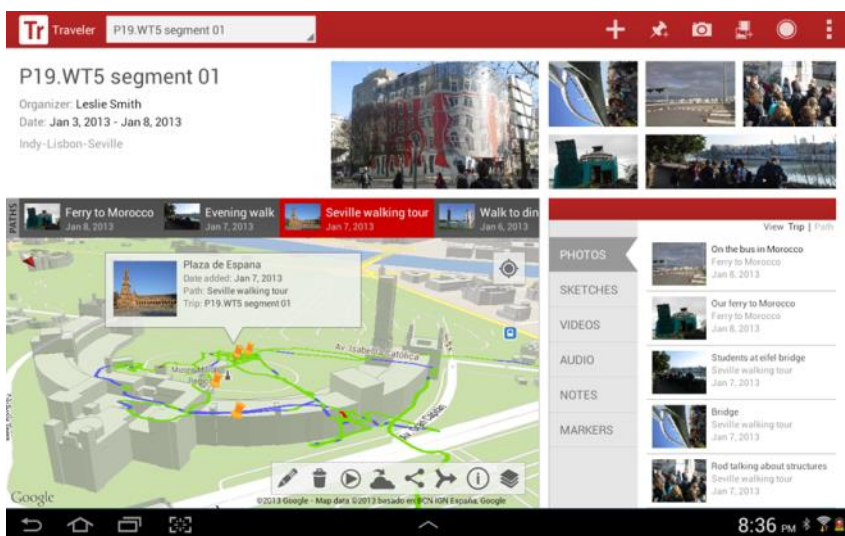 Tr Traveler P19.WT5 segment 01
P19.WT5 segment 01
Organizer: Leslie Smith
Date: Jan 3, 2013 - Jan 8, 2013
Indy-Lisbon-Seville
PATHS
Ferry to Morocco
Jan 8, 2013
Evening walk
Jan 7, 2013
Seville walking tour
Jan 7, 2013
Walk to din
Jan 6, 2013
Plaza de Espana
Date added: Jan 7, 2013
Path: Seville walking tour
Trip: P19.WT5 segment 01
Av. Isabel la Católica
Google
©2013 Google - Map data ©2013 basado en BCN IGN España, Google
View Trip | Path
PHOTOS
SKETCHES
VIDEOS
AUDIO
NOTES
MARKERS
On the bus in Morocco
Ferry to Morocco
Jan 8, 2013
Our ferry to Morocco
Ferry to Morocco
Jan 8, 2013
Students at eifel bridge
Seville walking tour
Jan 7, 2013
Bridge
Seville walking tour
Jan 7, 2013
Rod talking about structures
Seville walking tour
Jan 7, 2013
8:36 PM